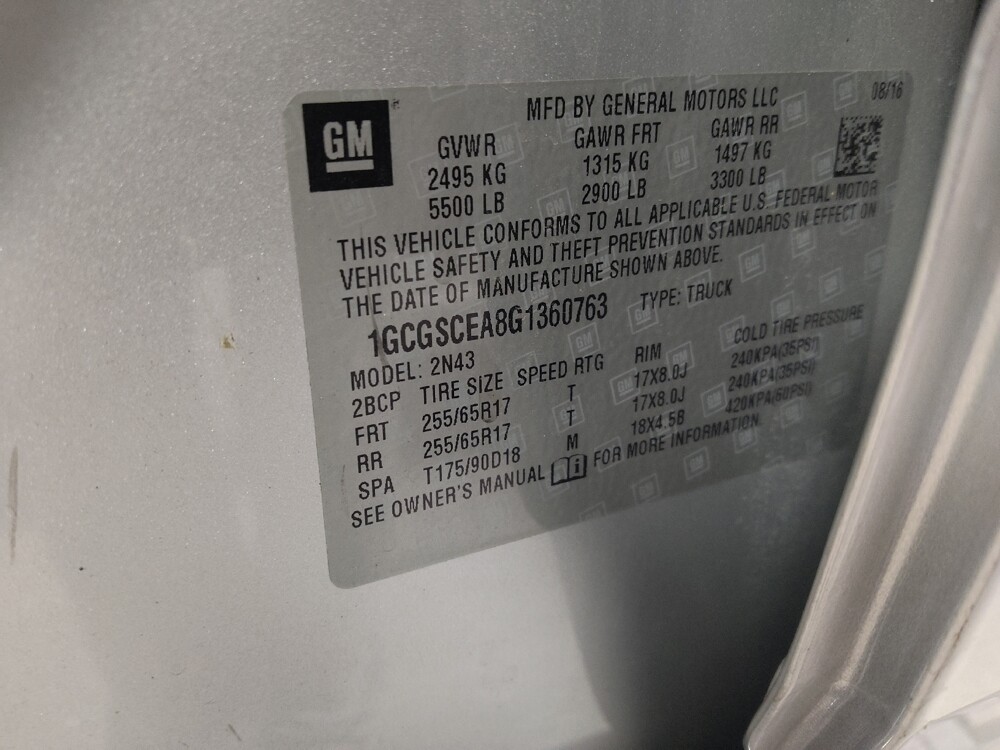 GM
MFD BY GENERAL MOTORS LLC 08/16
GVWR GAWR FRT GAWR RR
2495 KG 1315 KG 1497 KG
5500 LB 2900 LB 3300 LB
THIS VEHICLE CONFORMS TO ALL APPLICABLE U.S. FEDERAL MOTOR
VEHICLE SAFETY AND THEFT PREVENTION STANDARDS IN EFFECT ON
THE DATE OF MANUFACTURE SHOWN ABOVE.
1GCGSCEA8G1360763 TYPE: TRUCK
MODEL: 2N43
2BCP TIRE SIZE SPEED RTG RIM COLD TIRE PRESSURE
FRT 255/65R17 T 17X8.0J 240KPA(35PSI)
RR 255/65R17 T 17X8.0J 240KPA(35PSI)
SPA T175/90D18 M 18X4.5B 420KPA(60PSI)
SEE OWNER'S MANUAL FOR MORE INFORMATION.